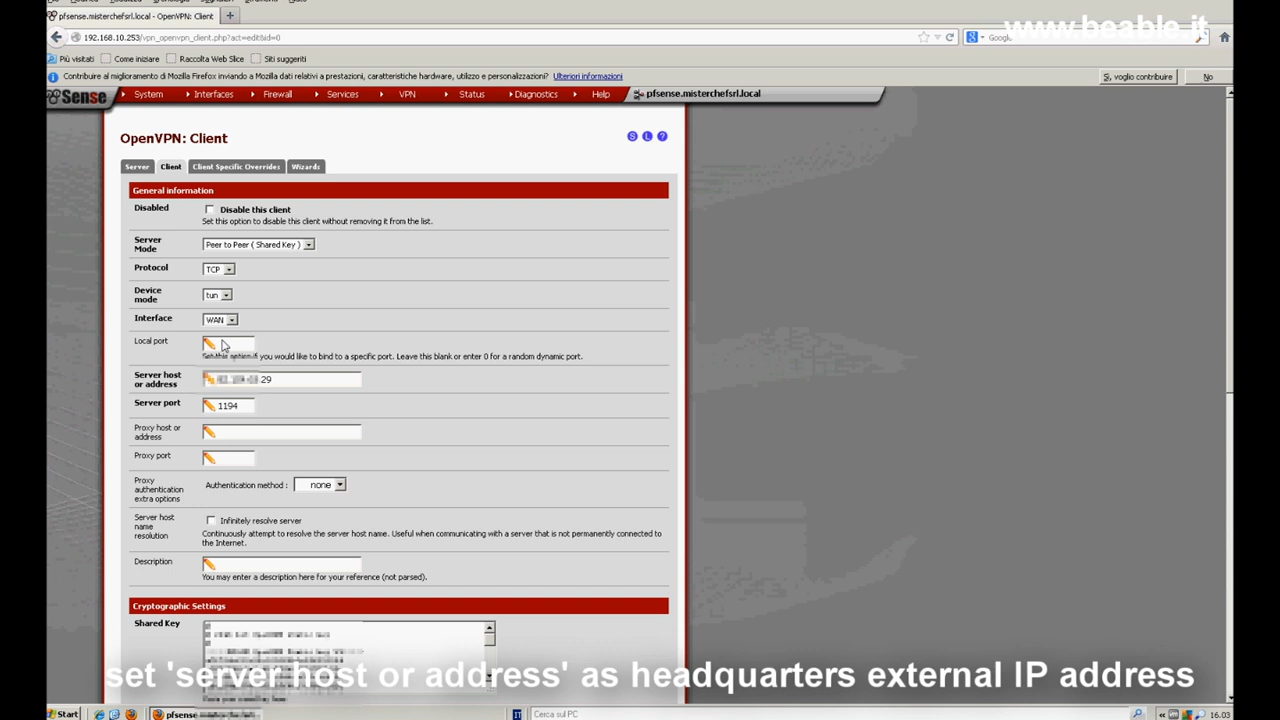 pfsense.misterchefsrl.local - OpenVPN: Client
www.beable.it
192.168.10.253/vpn_openvpn_client.php?act=edit&id=0
Più visitati Come iniziare Raccolta Web Slice Siti suggeriti
Contribuire al miglioramento di Mozilla Firefox inviando a Mozilla dati relativi a prestazioni, caratteristiche hardware, utilizzo e personalizzazioni? Ulteriori informazioni Sì, voglio contribuire No
Sense System Interfaces Firewall Services VPN Status Diagnostics Help pfsense.misterchefsrl.local
OpenVPN: Client
S L ?
Server Client Client Specific Overrides Wizards
General information
Disabled Disable this client
Set this option to disable this client without removing it from the list.
Server Mode Peer to Peer ( Shared Key )
Protocol TCP
Device mode tun
Interface WAN
Local port
Set this option if you would like to bind to a specific port. Leave this blank or enter 0 for a random dynamic port.
Server host or address 29
Server port 1194
Proxy host or address
Proxy port
Proxy authentication extra options Authentication method : none
Server host name resolution Infinitely resolve server
Continuously attempt to resolve the server host name. Useful when communicating with a server that is not permanently connected to
the Internet.
Description
You may enter a description here for your reference (not parsed).
Cryptographic Settings
Shared Key
set 'server host or address' as headquarters external IP address
Start pfsense IT Cerca sul PC 16.03